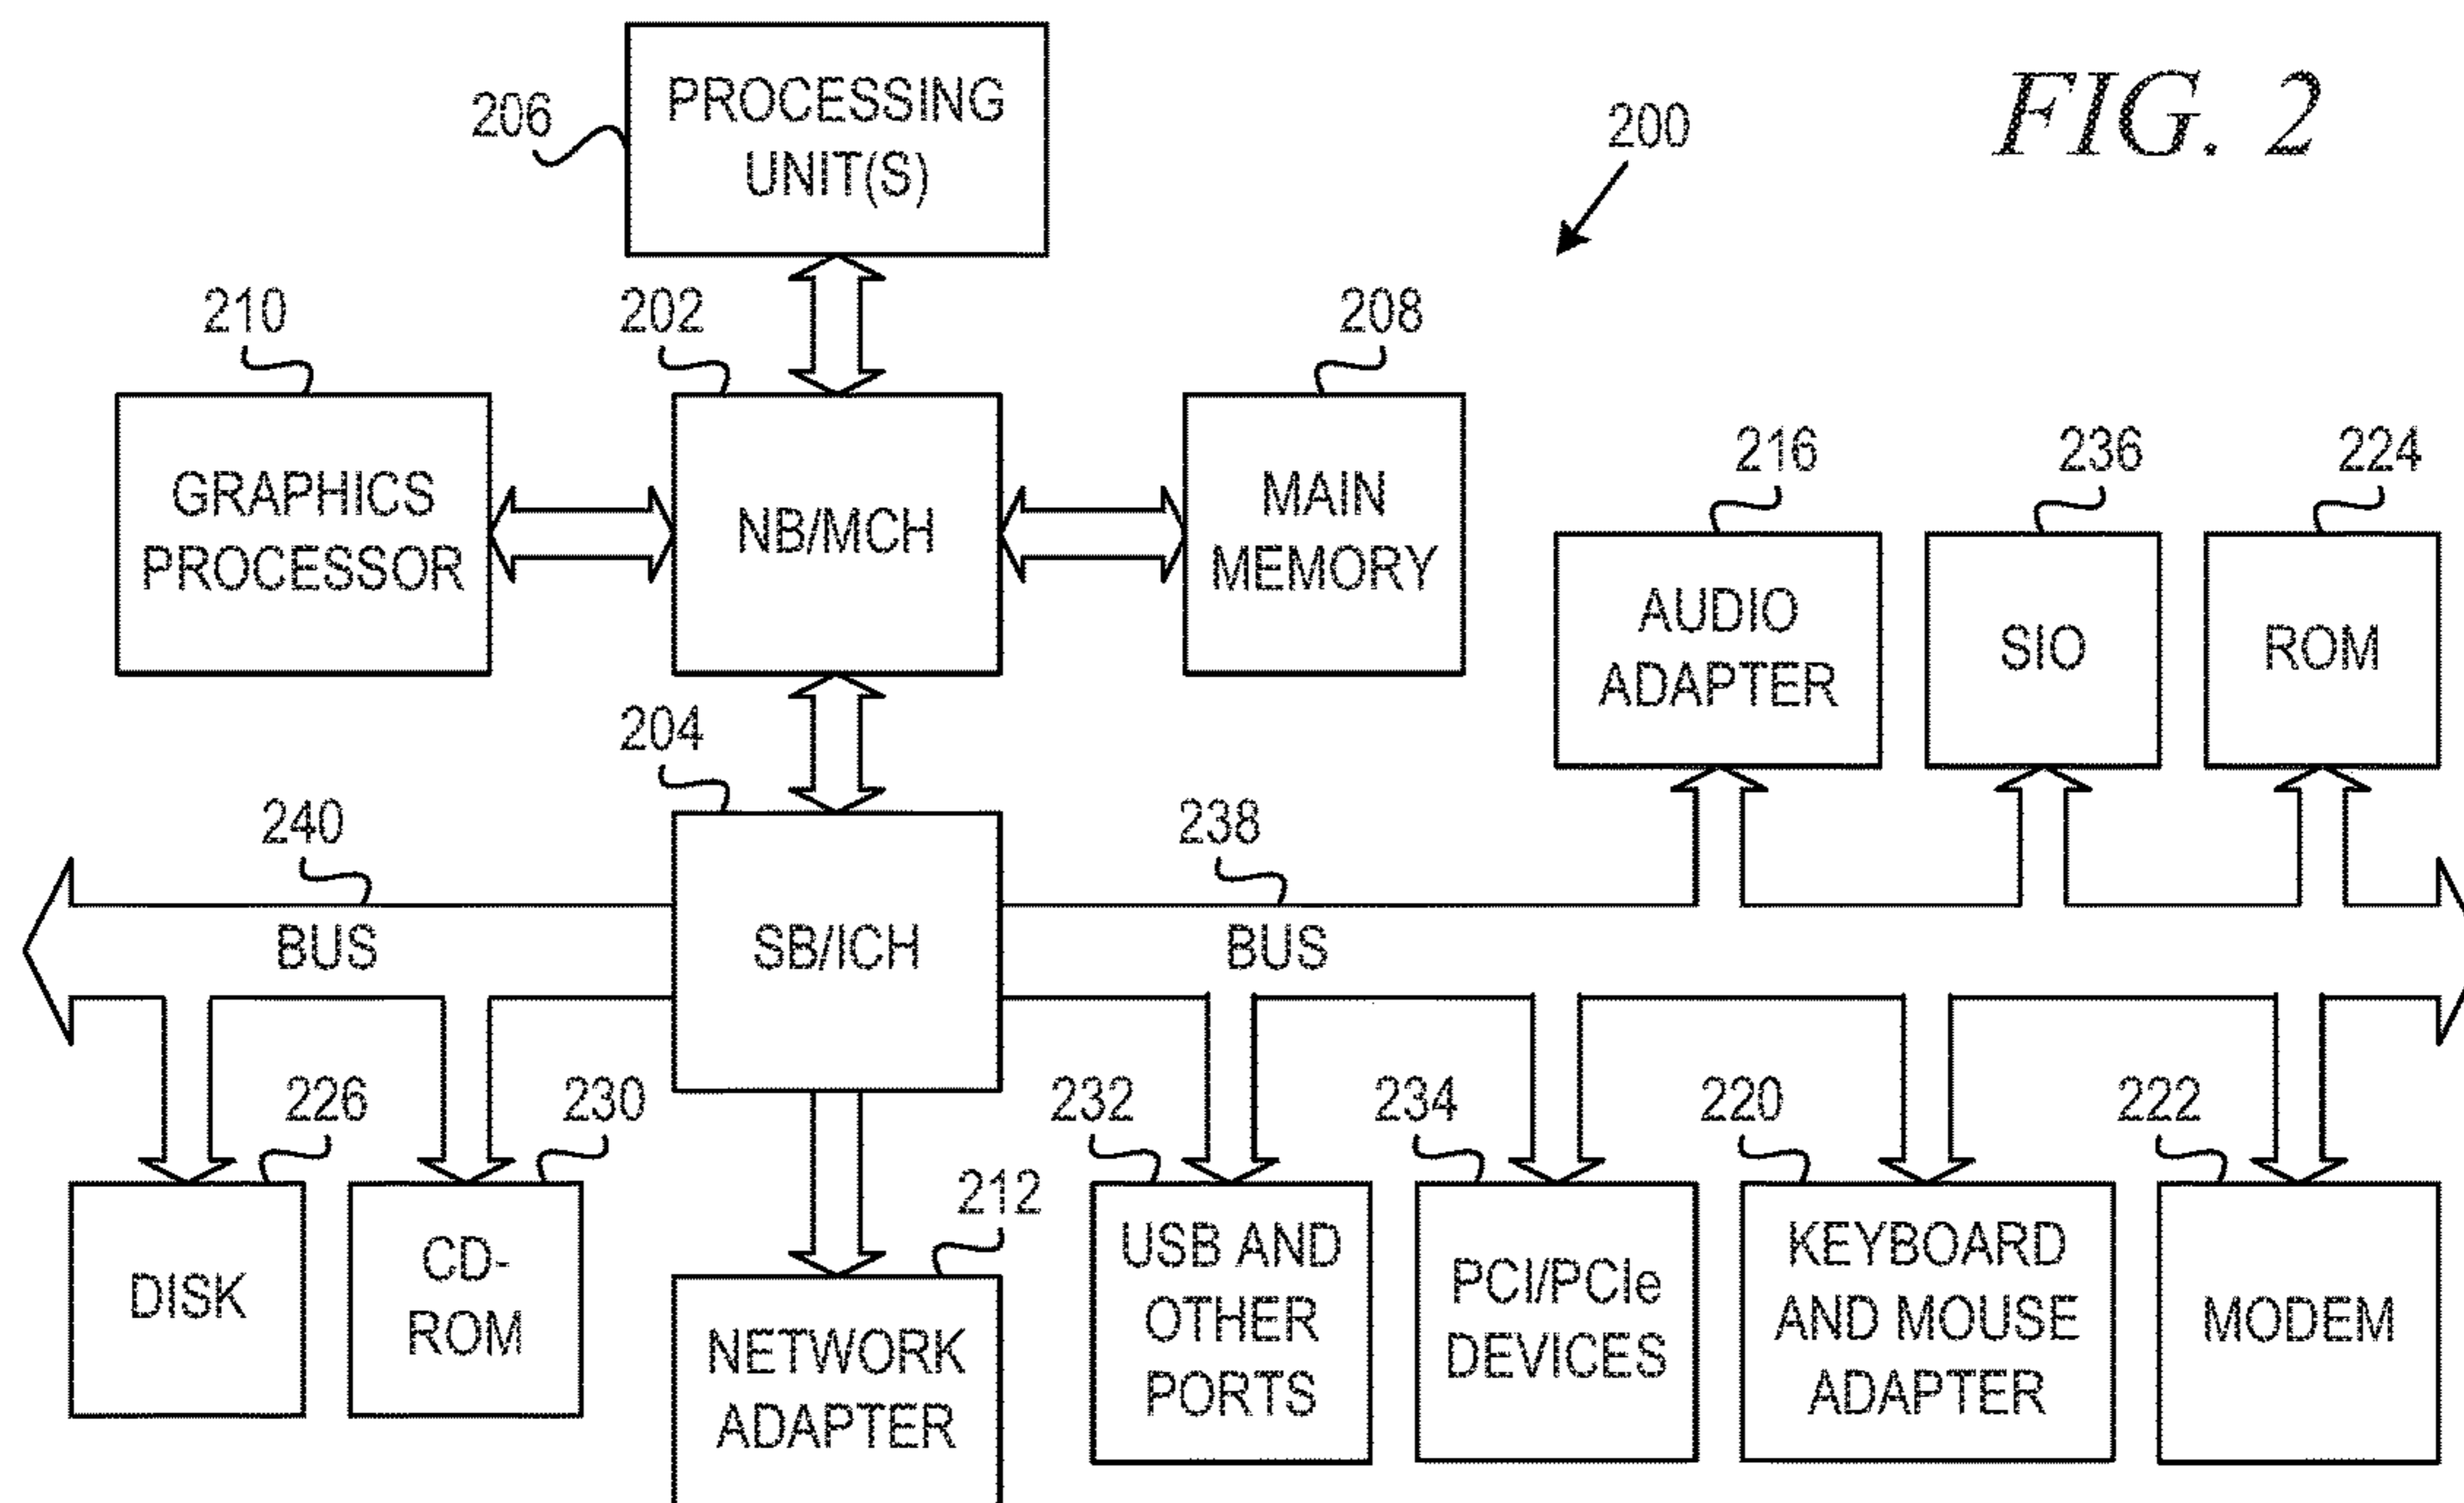 FIG. 2
200
206
PROCESSING
UNIT(S)
210
202
208
GRAPHICS
PROCESSOR
NB/MCH
MAIN
MEMORY
216
236
224
AUDIO
ADAPTER
SIO
ROM
204
240
238
BUS
SB/ICH
BUS
226
230
212
232
234
220
222
DISK
CD-
ROM
NETWORK
ADAPTER
USB AND
OTHER
PORTS
PCI/PCIe
DEVICES
KEYBOARD
AND MOUSE
ADAPTER
MODEM